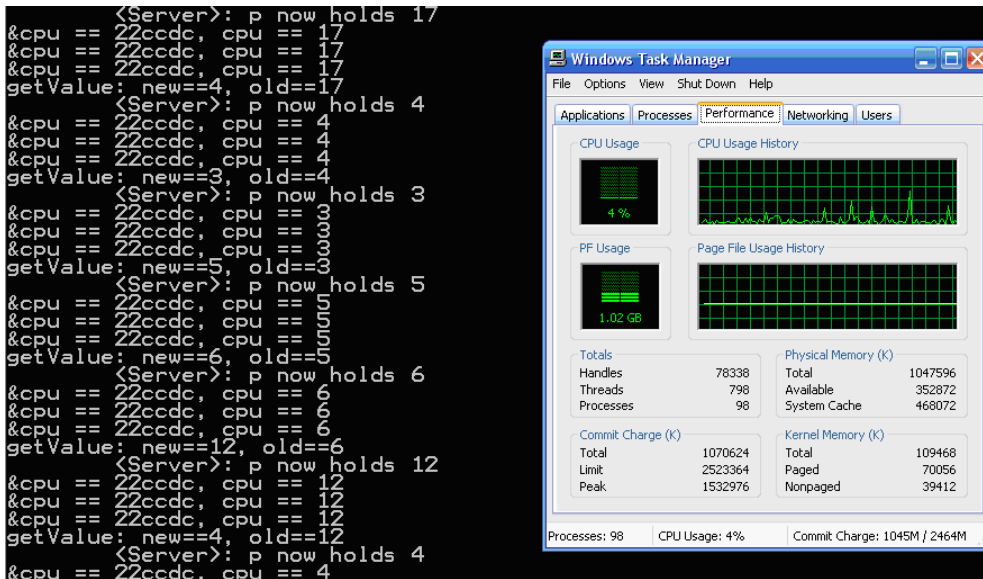 <Server>: p now holds 17
&cpu == 22ccdc, cpu == 17
&cpu == 22ccdc, cpu == 17
&cpu == 22ccdc, cpu == 17
getValue: new==4, old==17
<Server>: p now holds 4
&cpu == 22ccdc, cpu == 4
&cpu == 22ccdc, cpu == 4
&cpu == 22ccdc, cpu == 4
getValue: new==3, old==4
<Server>: p now holds 3
&cpu == 22ccdc, cpu == 3
&cpu == 22ccdc, cpu == 3
&cpu == 22ccdc, cpu == 3
getValue: new==5, old==3
<Server>: p now holds 5
&cpu == 22ccdc, cpu == 5
&cpu == 22ccdc, cpu == 5
&cpu == 22ccdc, cpu == 5
getValue: new==6, old==5
<Server>: p now holds 6
&cpu == 22ccdc, cpu == 6
&cpu == 22ccdc, cpu == 6
&cpu == 22ccdc, cpu == 6
getValue: new==12, old==6
<Server>: p now holds 12
&cpu == 22ccdc, cpu == 12
&cpu == 22ccdc, cpu == 12
&cpu == 22ccdc, cpu == 12
getValue: new==4, old==12
<Server>: p now holds 4
&cpu == 22ccdc, cpu == 4
Windows Task Manager
File Options View Shut Down Help
Applications Processes Performance Networking Users
CPU Usage CPU Usage History
4 %
PF Usage Page File Usage History
1.02 GB
Totals Physical Memory (K)
Handles 78338 Total 1047596
Threads 798 Available 352872
Processes 98 System Cache 468072
Commit Charge (K) Kernel Memory (K)
Total 1070624 Total 109468
Limit 2523364 Paged 70056
Peak 1532976 Nonpaged 39412
Processes: 98 CPU Usage: 4% Commit Charge: 1045M / 2464M